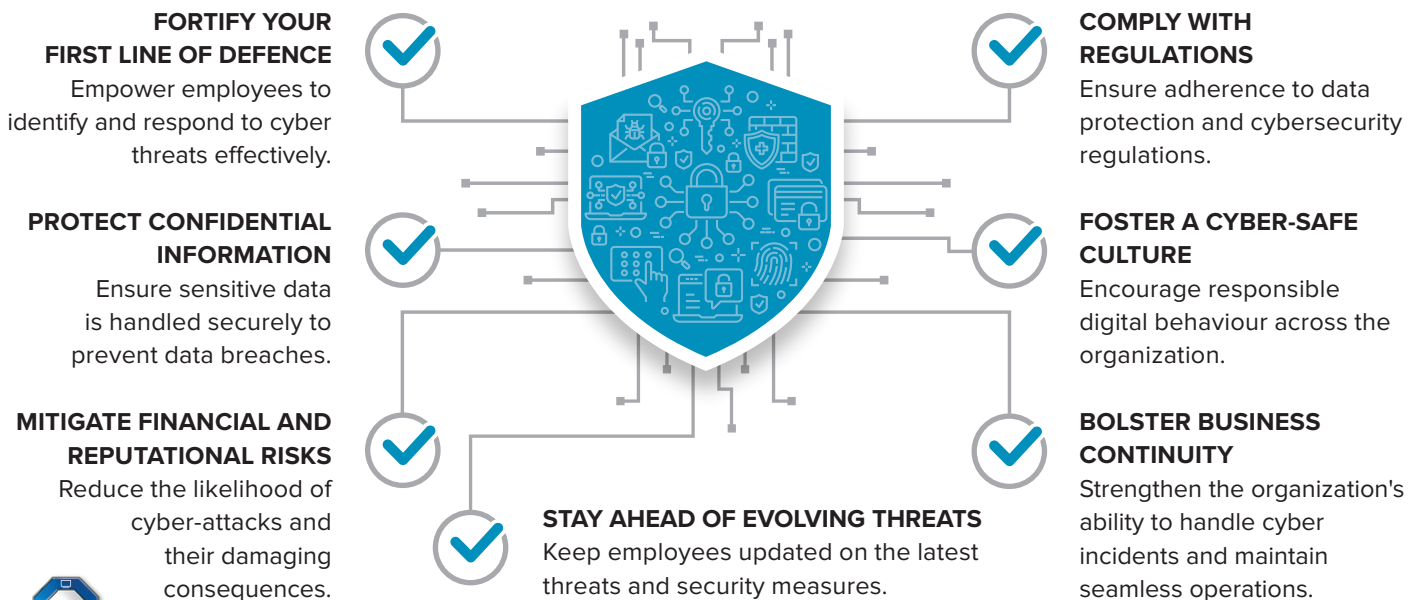 FORTIFY YOUR
FIRST LINE OF DEFENCE
Empower employees to
identify and respond to cyber
threats effectively.
PROTECT CONFIDENTIAL
INFORMATION
Ensure sensitive data
is handled securely to
prevent data breaches.
MITIGATE FINANCIAL AND
REPUTATIONAL RISKS
Reduce the likelihood of
cyber-attacks and
their damaging
consequences.
STAY AHEAD OF EVOLVING THREATS
Keep employees updated on the latest
threats and security measures.
COMPLY WITH
REGULATIONS
Ensure adherence to data
protection and cybersecurity
regulations.
FOSTER A CYBER-SAFE
CULTURE
Encourage responsible
digital behaviour across the
organization.
BOLSTER BUSINESS
CONTINUITY
Strengthen the organization's
ability to handle cyber
incidents and maintain
seamless operations.